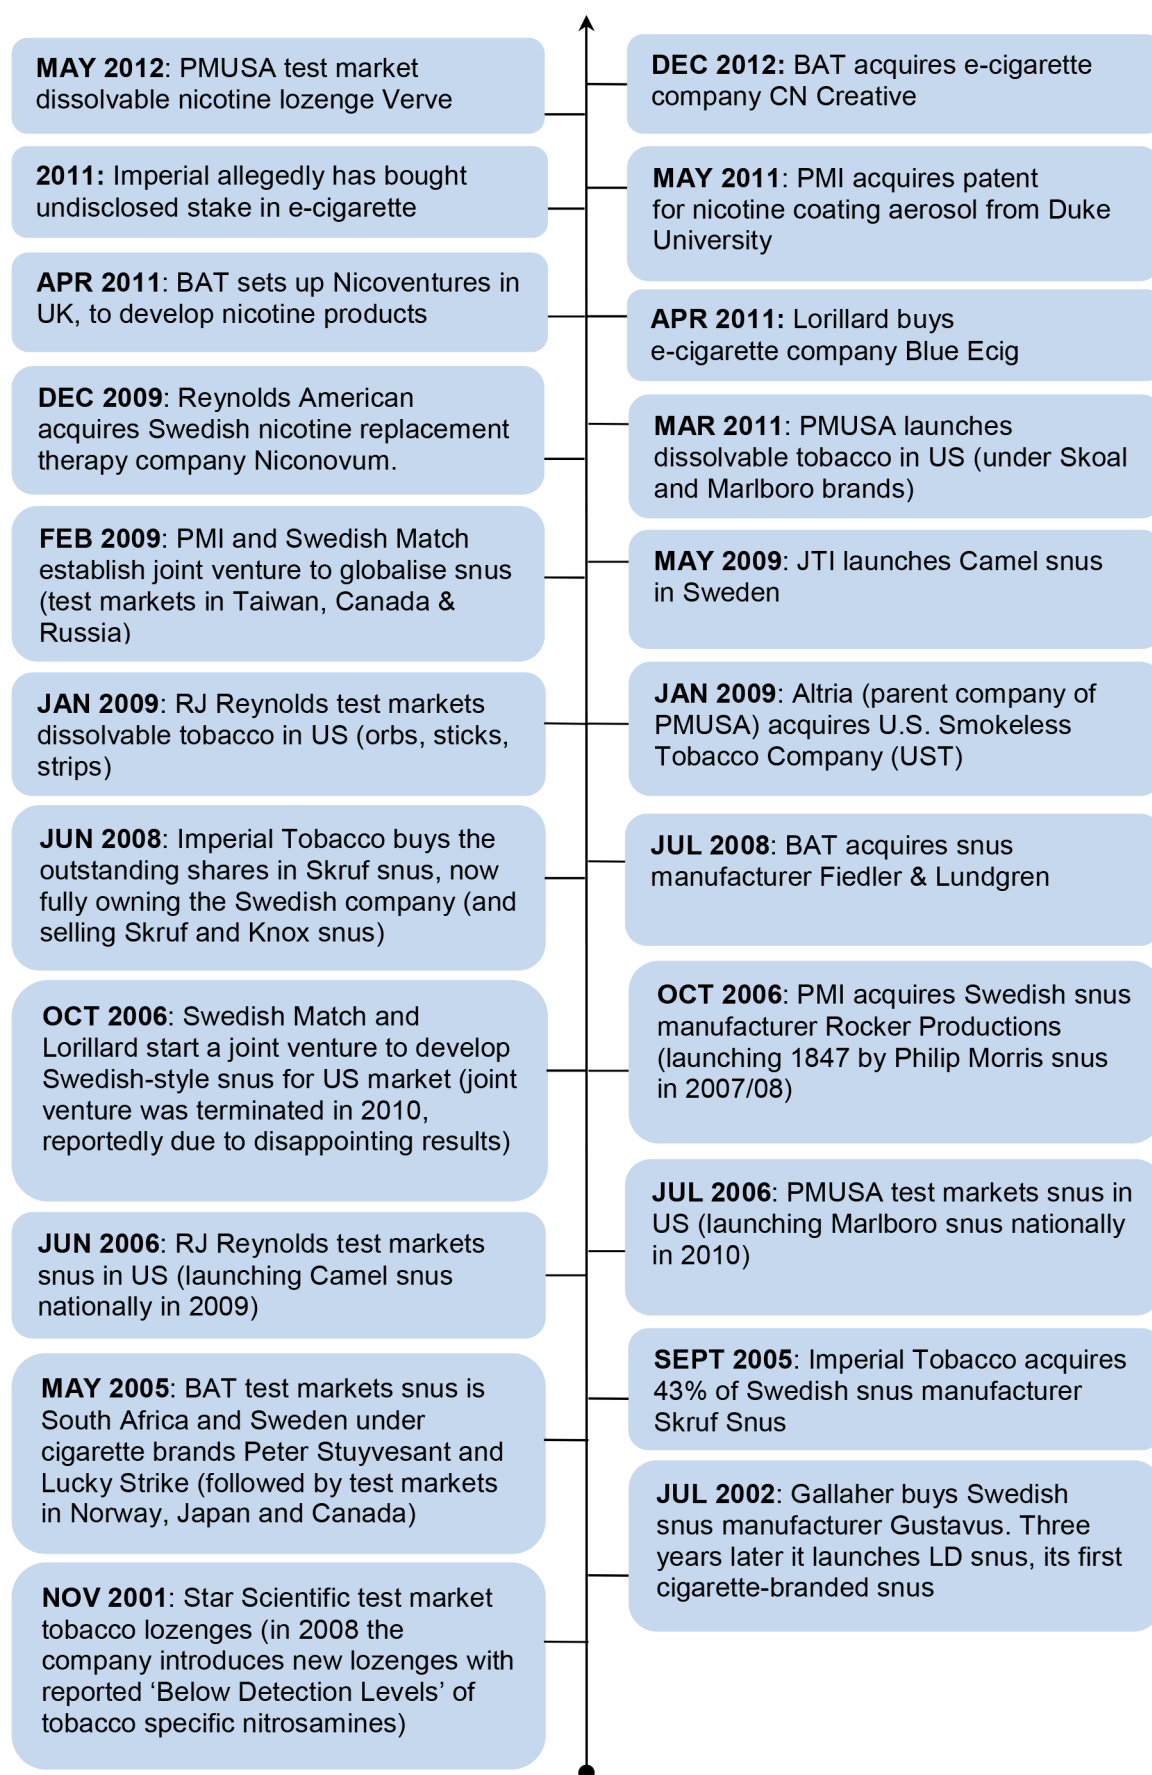 MAY 2012: PMUSA test market
dissolvable nicotine lozenge Verve
2011: Imperial allegedly has bought
undisclosed stake in e-cigarette
APR 2011: BAT sets up Nicoventures in
UK, to develop nicotine products
DEC 2009: Reynolds American
acquires Swedish nicotine replacement
therapy company Niconovum.
FEB 2009: PMI and Swedish Match
establish joint venture to globalise snus
(test markets in Taiwan, Canada &
Russia)
JAN 2009: RJ Reynolds test markets
dissolvable tobacco in US (orbs, sticks,
strips)
JUN 2008: Imperial Tobacco buys the
outstanding shares in Skruf snus, now
fully owning the Swedish company (and
selling Skruf and Knox snus)
OCT 2006: Swedish Match and
Lorillard start a joint venture to develop
Swedish-style snus for US market (joint
venture was terminated in 2010,
reportedly due to disappointing results)
JUN 2006: RJ Reynolds test markets
snus in US (launching Camel snus
nationally in 2009)
MAY 2005: BAT test markets snus is
South Africa and Sweden under
cigarette brands Peter Stuyvesant and
Lucky Strike (followed by test markets
in Norway, Japan and Canada)
NOV 2001: Star Scientific test market
tobacco lozenges (in 2008 the
company introduces new lozenges with
reported ‘Below Detection Levels’ of
tobacco specific nitrosamines)
DEC 2012: BAT acquires e-cigarette
company CN Creative
MAY 2011: PMI acquires patent
for nicotine coating aerosol from Duke
University
APR 2011: Lorillard buys
e-cigarette company Blue Ecig
MAR 2011: PMUSA launches
dissolvable tobacco in US (under Skoal
and Marlboro brands)
MAY 2009: JTI launches Camel snus
in Sweden
JAN 2009: Altria (parent company of
PMUSA) acquires U.S. Smokeless
Tobacco Company (UST)
JUL 2008: BAT acquires snus
manufacturer Fiedler & Lundgren
OCT 2006: PMI acquires Swedish snus
manufacturer Rocker Productions
(launching 1847 by Philip Morris snus
in 2007/08)
JUL 2006: PMUSA test markets snus in
US (launching Marlboro snus nationally
in 2010)
SEPT 2005: Imperial Tobacco acquires
43% of Swedish snus manufacturer
Skruf Snus
JUL 2002: Gallaher buys Swedish
snus manufacturer Gustavus. Three
years later it launches LD snus, its first
cigarette-branded snus